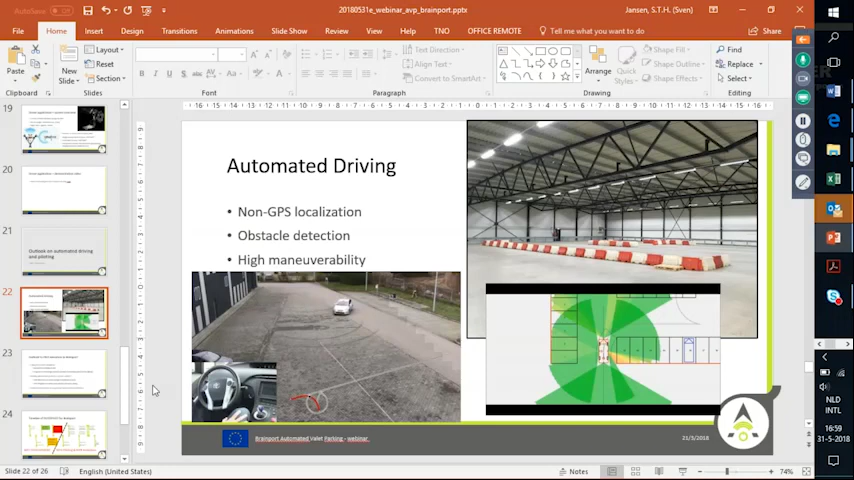 AutoSave
Off
20180531e_webinar_avp_brainport.pptx
Jansen, S.T.H. (Sven)
File
Home
Insert
Design
Transitions
Animations
Slide Show
Review
View
Help
TNO
OFFICE REMOTE
Tell me what you want to do
Share
Paste
New
Slide
Layout
Reset
Section
Text Direction
Align Text
Convert to SmartArt
Arrange
Quick
Styles
Shape Fill
Shape Outline
Shape Effects
Find
Replace
Select
Clipboard
Slides
Font
Paragraph
Drawing
Editing
19
20
21
Outlook on automated driving
and piloting
22
23
24
Automated Driving
• Non-GPS localization
• Obstacle detection
• High maneuverability
Brainport Automated Valet Parking - webinar
21/3/2018
Slide 22 of 26
English (United States)
Notes
74%
NLD
INTL
16:59
31-5-2018